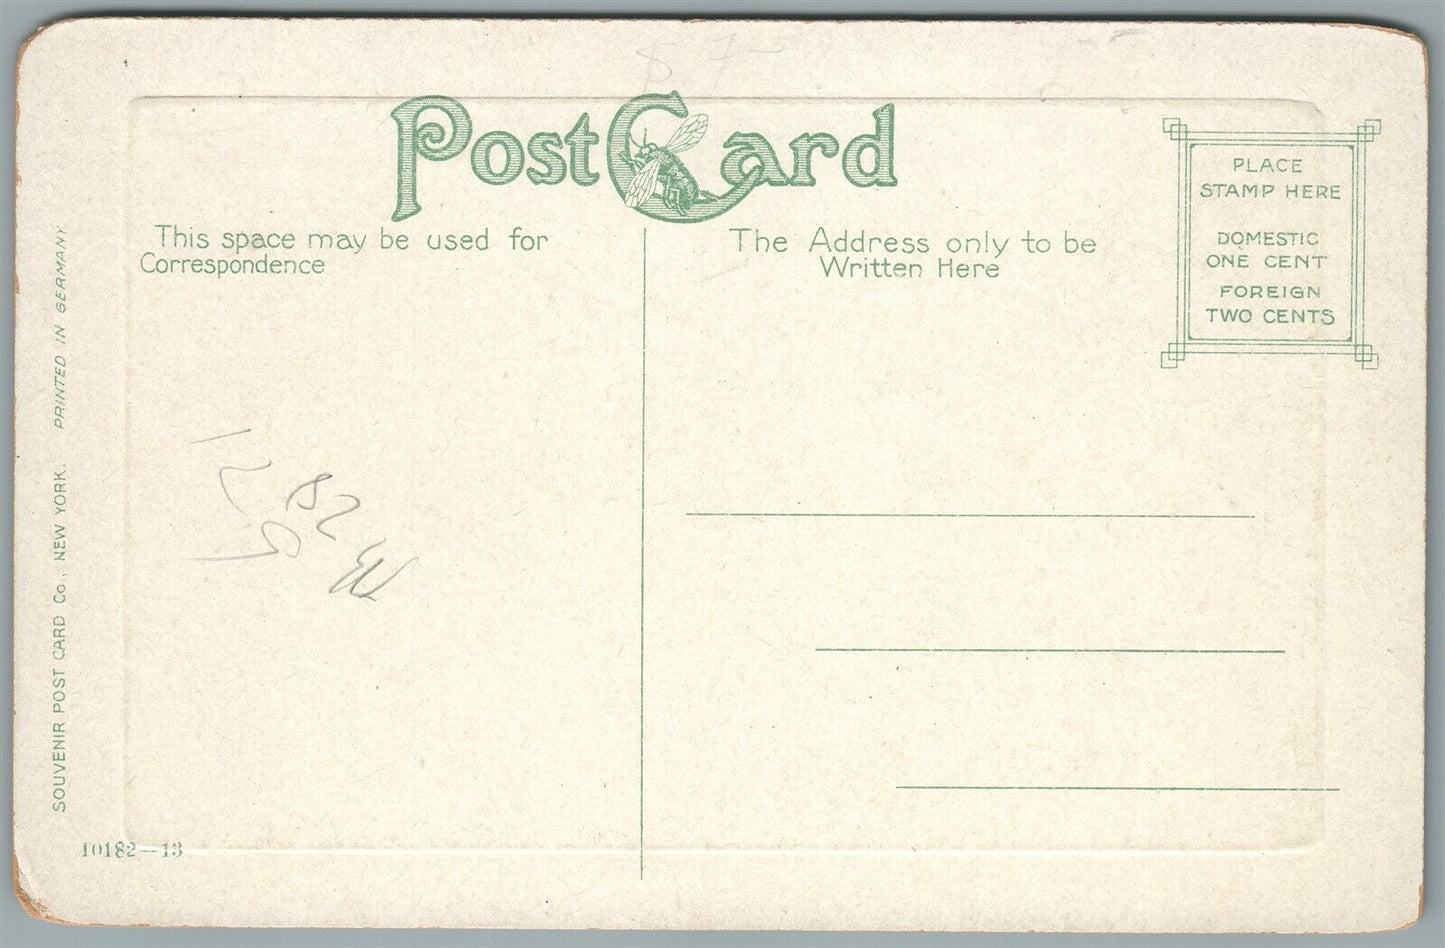 Post Card
This space may be used for
Correspondence
The Address only to be
Written Here
PLACE
STAMP HERE
DOMESTIC
ONE CENT
FOREIGN
TWO CENTS
SOUVENIR POST CARD Co., NEW YORK. PRINTED IN GERMANY
10182—13